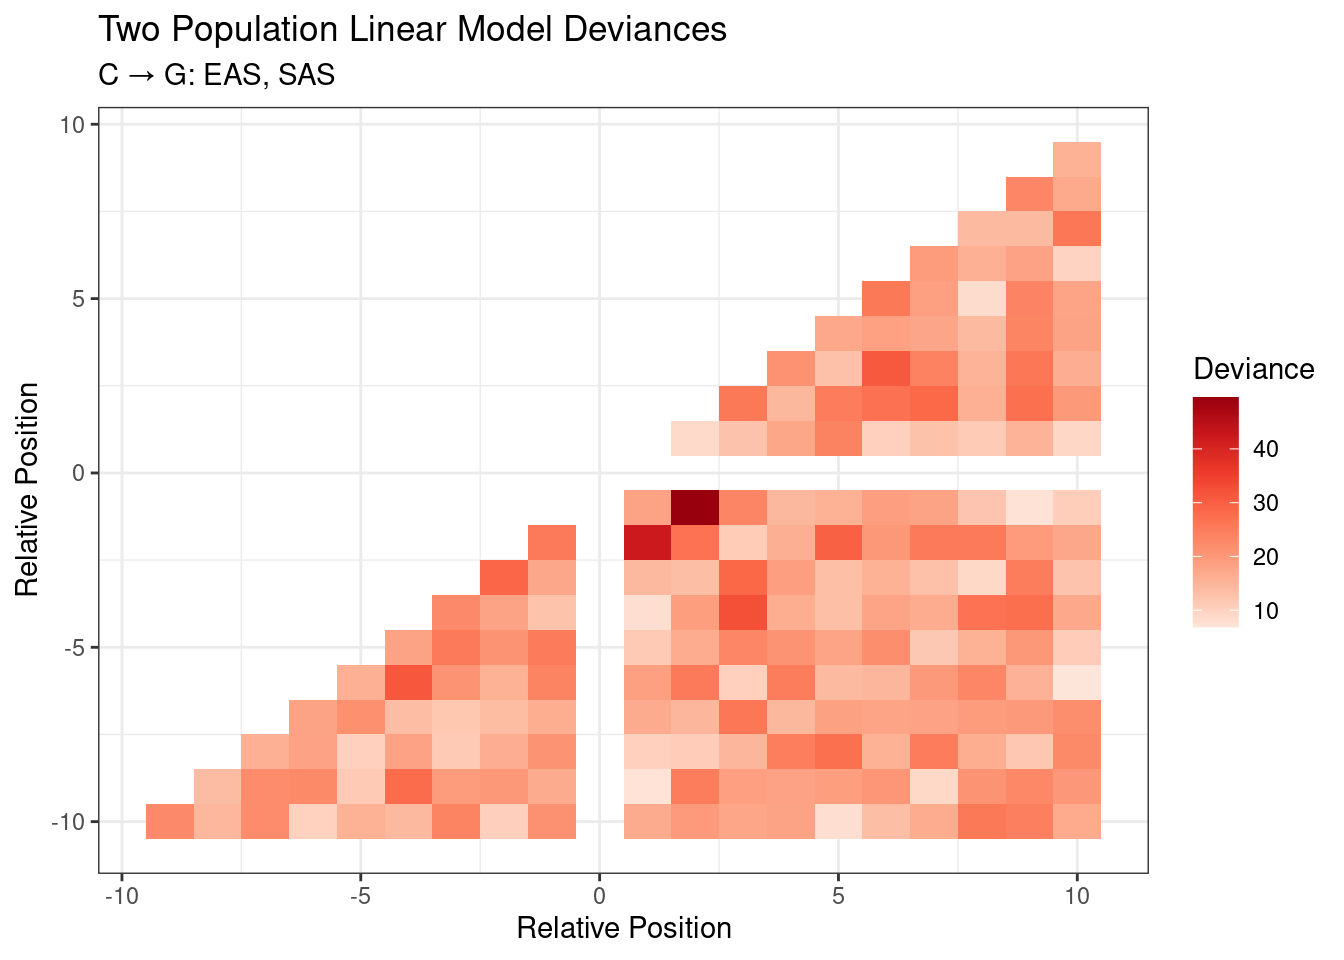 Two Population Linear Model Deviances
C → G: EAS, SAS
10
5
0
-5
-10
Relative Position
-10
-5
0
5
10
Relative Position
Deviance
40
30
20
10